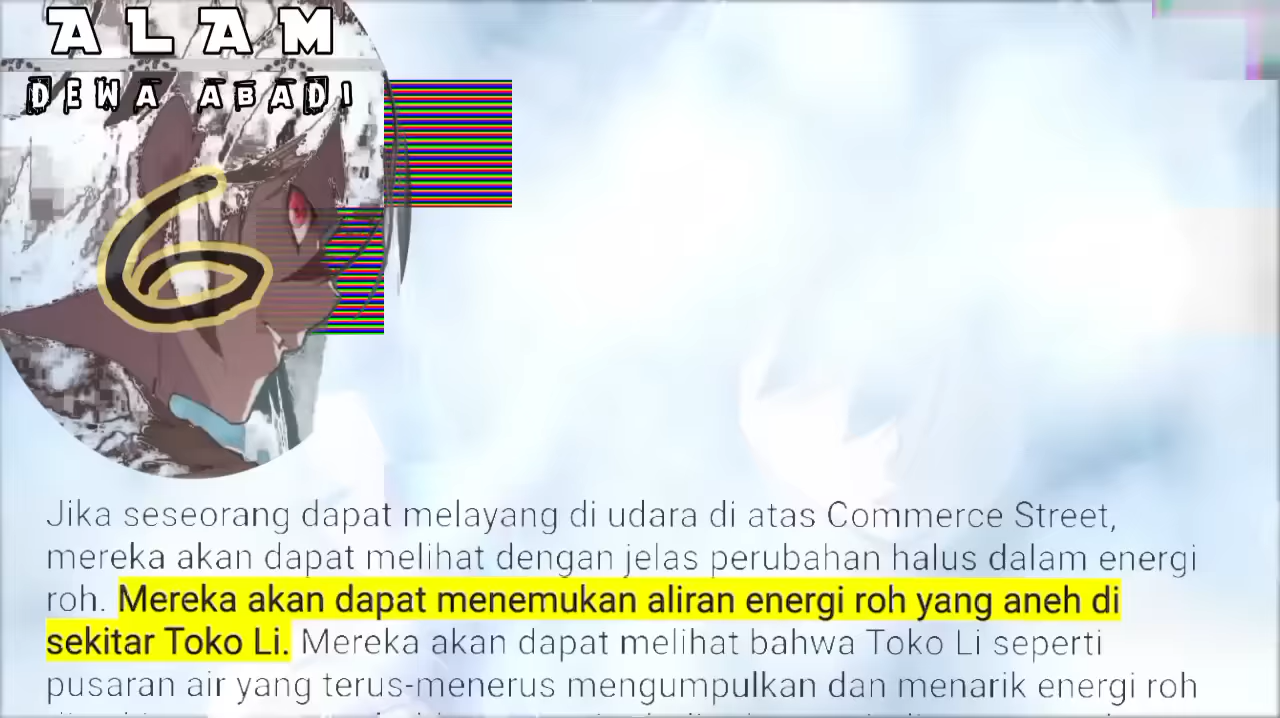 ALAM
DEWA ABADI
6
Jika seseorang dapat melayang di udara di atas Commerce Street,
mereka akan dapat melihat dengan jelas perubahan halus dalam energi
roh. Mereka akan dapat menemukan aliran energi roh yang aneh di
sekitar Toko Li. Mereka akan dapat melihat bahwa Toko Li seperti
pusaran air yang terus-menerus mengumpulkan dan menarik energi roh